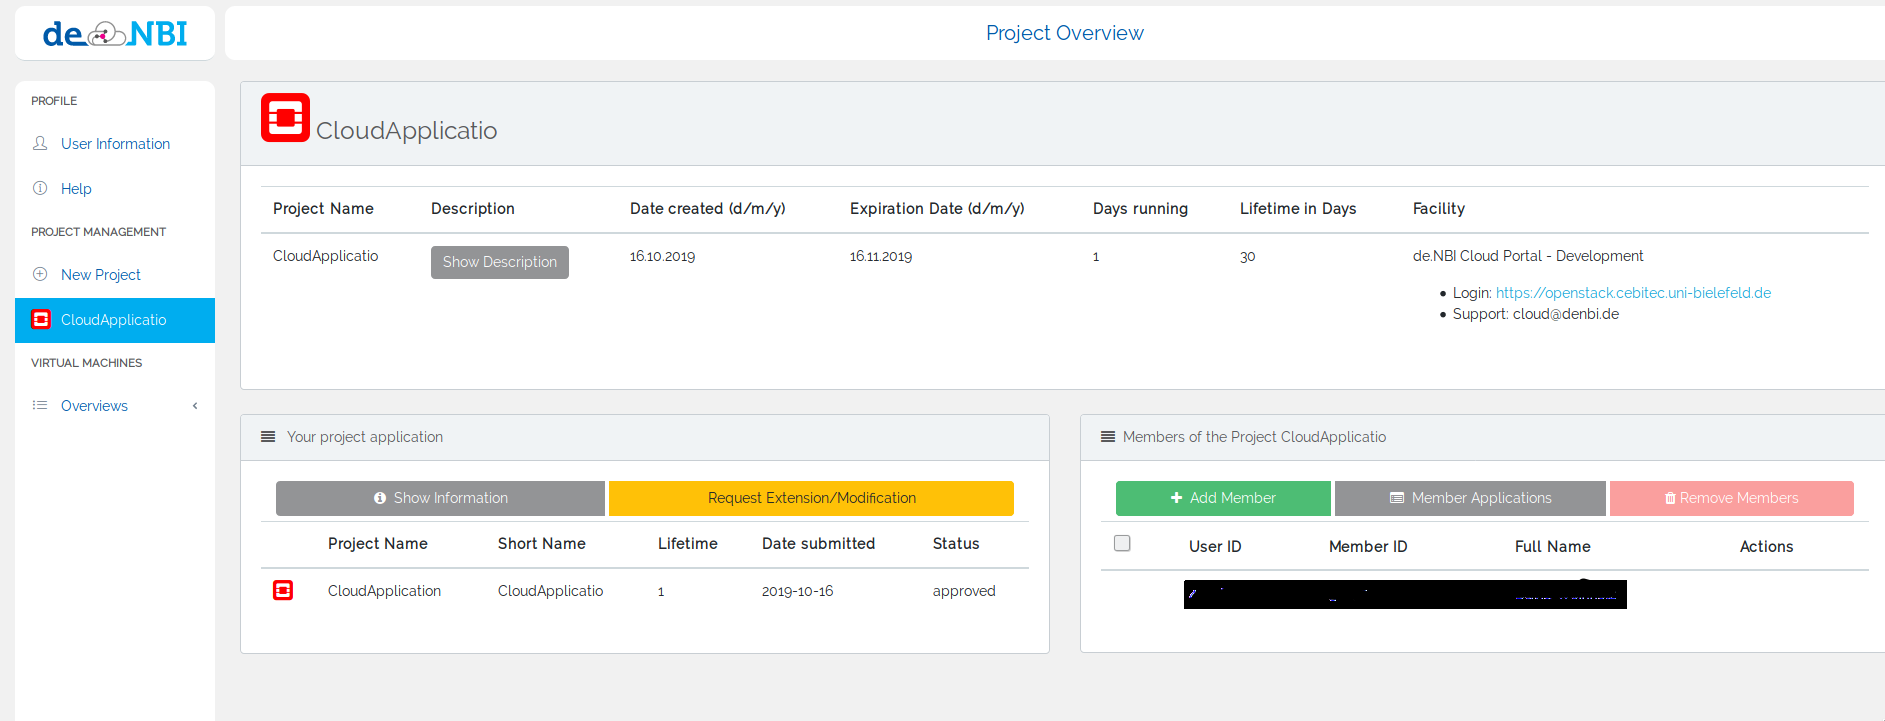 de.NBI
Project Overview
PROFILE
User Information
Help
PROJECT MANAGEMENT
New Project
CloudApplicatio
VIRTUAL MACHINES
Overviews
CloudApplicatio
Project Name Description Date created (d/m/y) Expiration Date (d/m/y) Days running Lifetime in Days Facility
CloudApplicatio Show Description 16.10.2019 16.11.2019 1 30 de.NBI Cloud Portal - Development
• Login: https://openstack.cebitec.uni-bielefeld.de
• Support: cloud@denbi.de
Your project application
Show Information Request Extension/Modification
Project Name Short Name Lifetime Date submitted Status
CloudApplication CloudApplicatio 1 2019-10-16 approved
Members of the Project CloudApplicatio
Add Member Member Applications Remove Members
User ID Member ID Full Name Actions